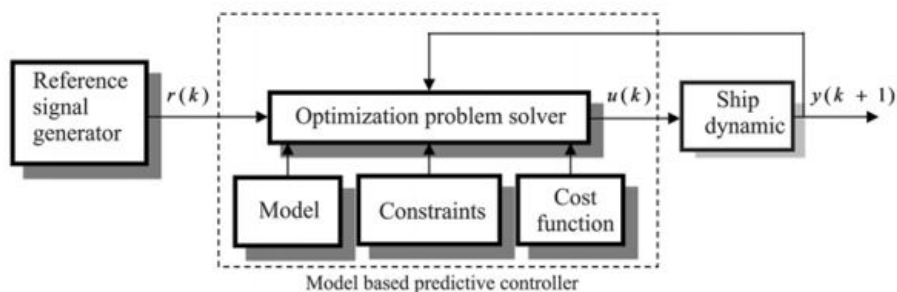 Reference
signal
generator
r(k)
Optimization problem solver
u(k)
Ship
dynamic
y(k + 1)
Model
Constraints
Cost
function
Model based predictive controller